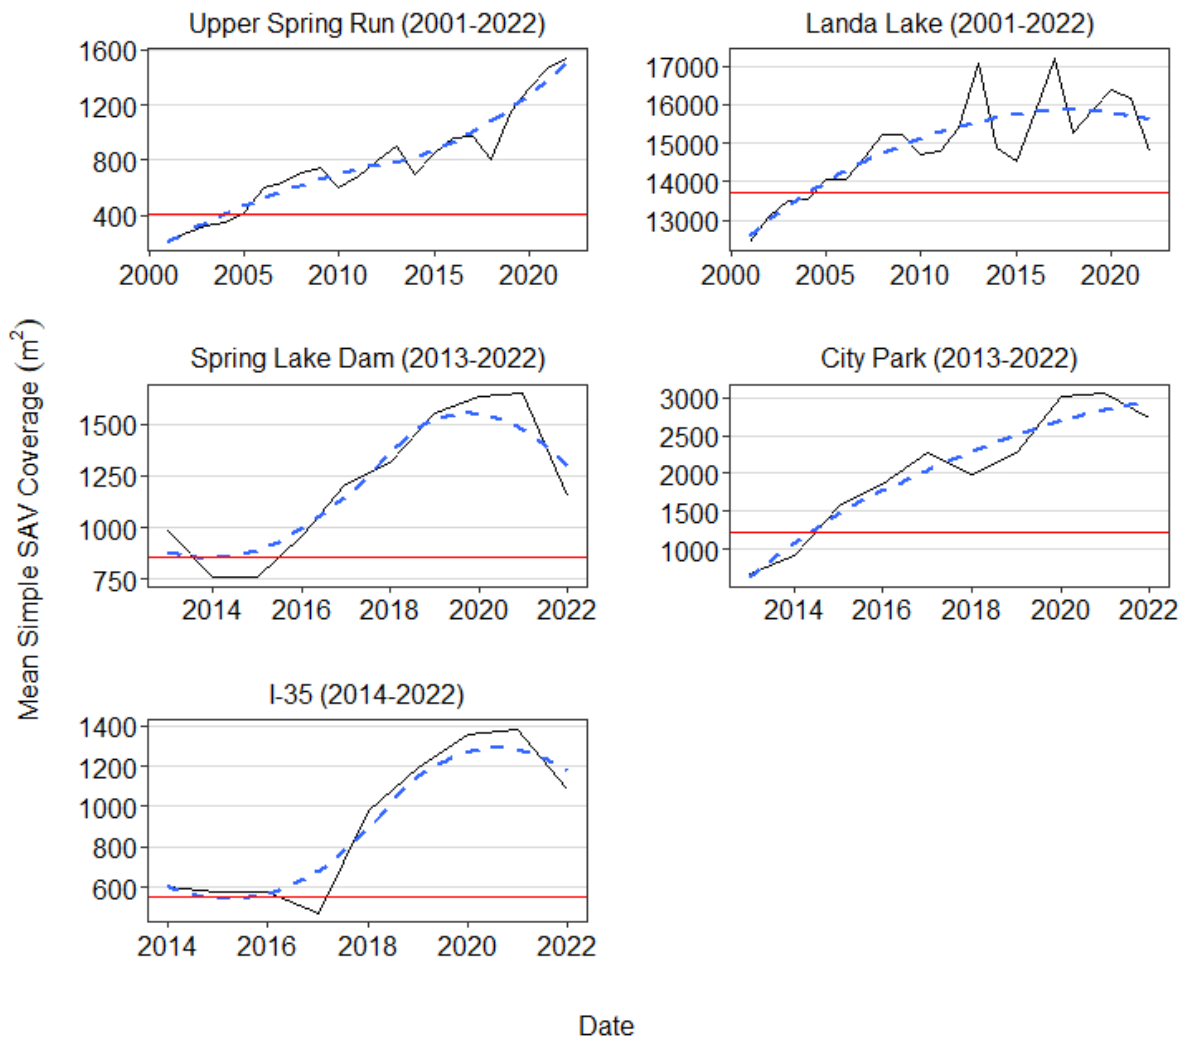 Upper Spring Run (2001-2022)
1600
1200
800
400
2000 2005 2010 2015 2020
Landa Lake (2001-2022)
17000
16000
15000
14000
13000
2000 2005 2010 2015 2020
Mean Simple SAV Coverage (m²)
Spring Lake Dam (2013-2022)
1500
1250
1000
750
2014 2016 2018 2020 2022
City Park (2013-2022)
3000
2500
2000
1500
1000
2014 2016 2018 2020 2022
I-35 (2014-2022)
1400
1200
1000
800
600
2014 2016 2018 2020 2022
Date